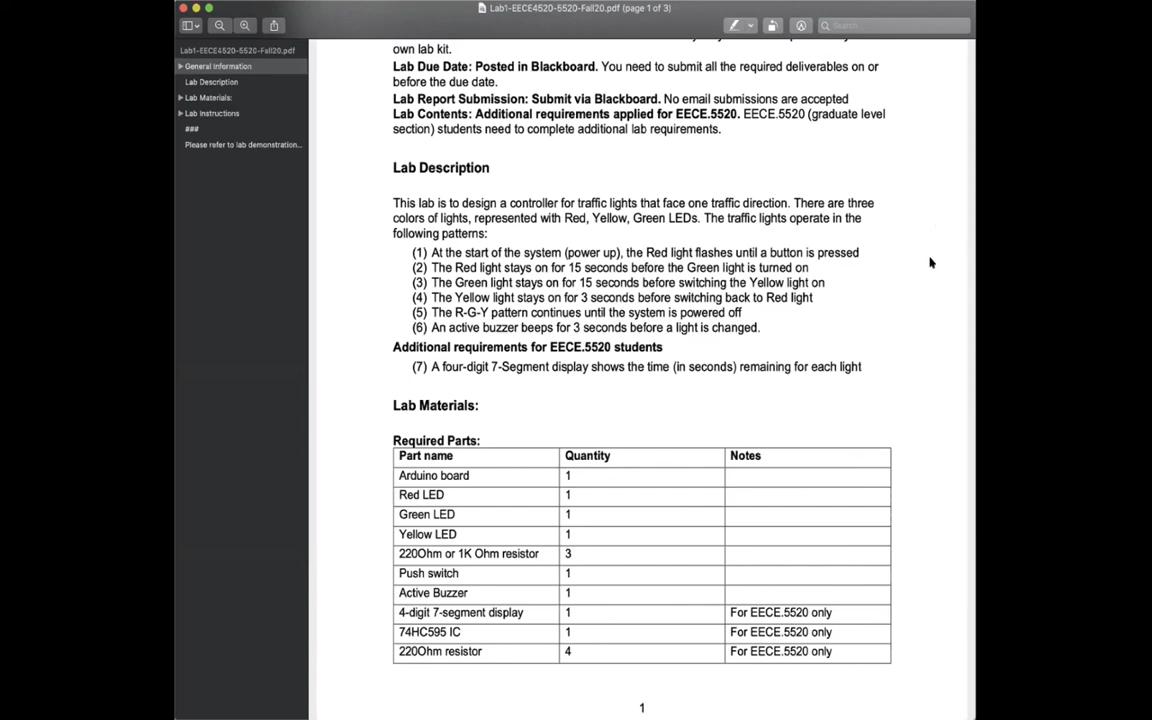 Lab1-EECE4520-5520-Fall20.pdf (page 1 of 3)
Search
Lab1-EECE4520-5520-Fall20.pdf
General Information
Lab Description
Lab Materials:
Lab Instructions
###
Please refer to lab demonstration...
own lab kit.
Lab Due Date: Posted in Blackboard. You need to submit all the required deliverables on or
before the due date.
Lab Report Submission: Submit via Blackboard. No email submissions are accepted
Lab Contents: Additional requirements applied for EECE.5520. EECE.5520 (graduate level
section) students need to complete additional lab requirements.
Lab Description
This lab is to design a controller for traffic lights that face one traffic direction. There are three
colors of lights, represented with Red, Yellow, Green LEDs. The traffic lights operate in the
following patterns:
(1) At the start of the system (power up), the Red light flashes until a button is pressed
(2) The Red light stays on for 15 seconds before the Green light is turned on
(3) The Green light stays on for 15 seconds before switching the Yellow light on
(4) The Yellow light stays on for 3 seconds before switching back to Red light
(5) The R-G-Y pattern continues until the system is powered off
(6) An active buzzer beeps for 3 seconds before a light is changed.
Additional requirements for EECE.5520 students
(7) A four-digit 7-Segment display shows the time (in seconds) remaining for each light
Lab Materials:
Required Parts:
Part name Quantity Notes
Arduino board 1
Red LED 1
Green LED 1
Yellow LED 1
220Ohm or 1K Ohm resistor 3
Push switch 1
Active Buzzer 1
4-digit 7-segment display 1 For EECE.5520 only
74HC595 IC 1 For EECE.5520 only
220Ohm resistor 4 For EECE.5520 only
1